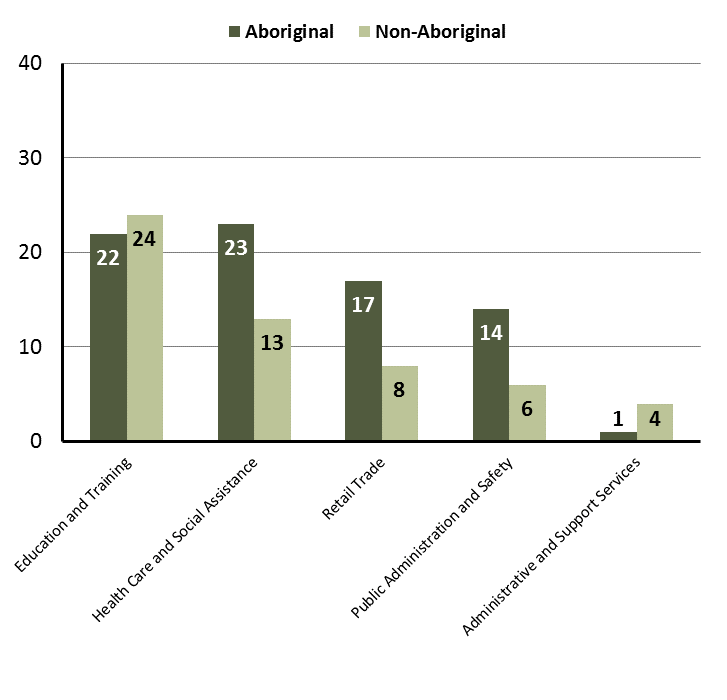 Aboriginal Non-Aboriginal
40
30
20
10
0
22 24 23 13 17 8 14 6 1 4
Education and Training
Health Care and Social Assistance
Retail Trade
Public Administration and Safety
Administrative and Support Services